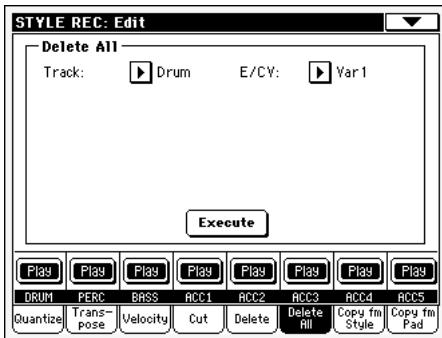 STYLE REC: Edit
Delete All
Track: Drum E/CV: Var1
Execute
Play Play Play Play Play Play Play Play
DRUM PERC BASS ACC1 ACC2 ACC3 ACC4 ACC5
Quantize Trans-pose Velocity Cut Delete Delete All Copy fm Style Copy fm Pad